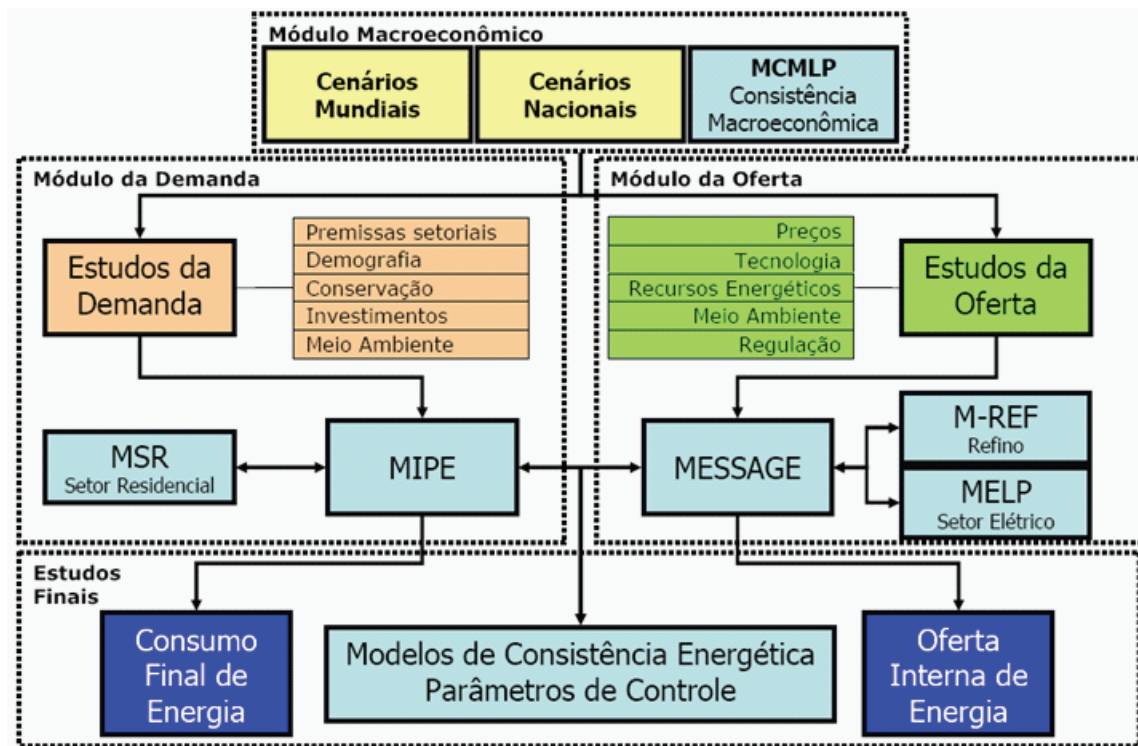 Módulo Macroeconômico
Cenários
Mundiais
Cenários
Nacionais
MCMLP
Consistência
Macroeconômica
Módulo da Demanda
Estudos da
Demanda
Premissas setoriais
Demografia
Conservação
Investimentos
Meio Ambiente
MSR
Setor Residencial
MIPE
Módulo da Oferta
Preços
Tecnologia
Recursos Energéticos
Meio Ambiente
Regulação
Estudos da
Oferta
MESSAGE
M-REF
Refino
MELP
Setor Elétrico
Estudos
Finais
Consumo
Final de
Energia
Modelos de Consistência Energética
Parâmetros de Controle
Oferta
Interna de
Energia